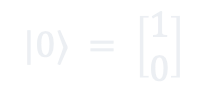 |0⟩ = [1 0]